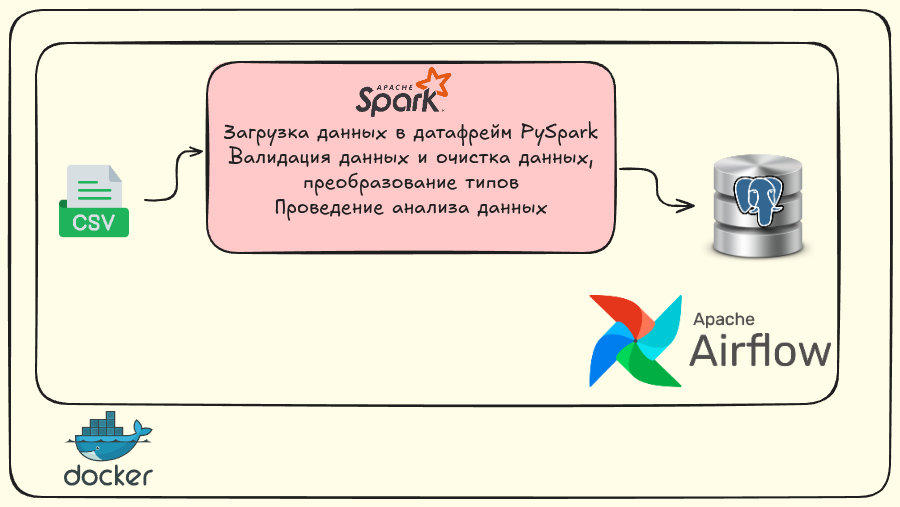 APACHE
Spark
Загрузка данных в датафрейм PySpark
Валидация данных и очистка данных,
преобразование типов
Проведение анализа данных
CSV
Apache
Airflow
docker